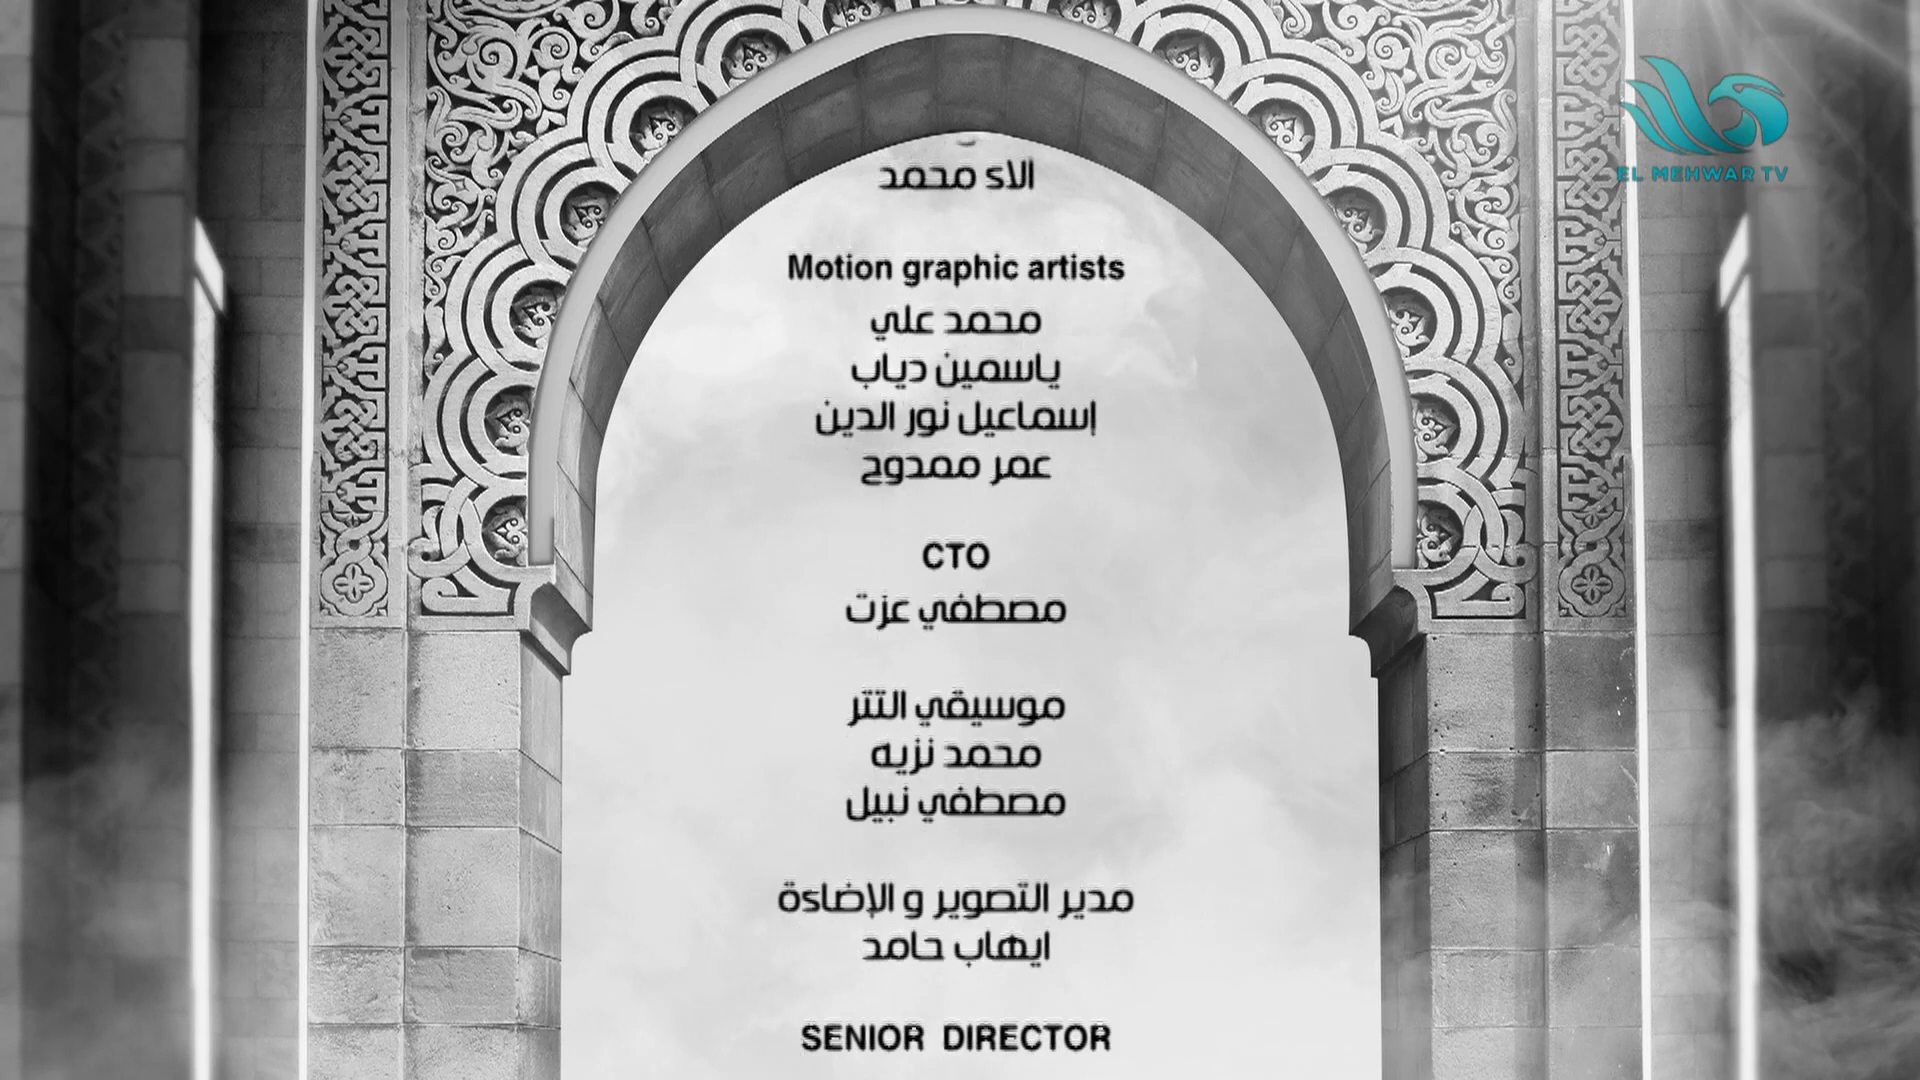 الاء محمد
Motion graphic artists
محمد علي
ياسمين دياب
إسماعيل نور الدين
عمر ممدوح
CTO
مصطفي عزت
موسيقي التتر
محمد نزيه
مصطفي نبيل
مدير التصوير و الإضاءة
ايهاب حامد
SENIOR DIRECTOR
EL MEHWAR TV